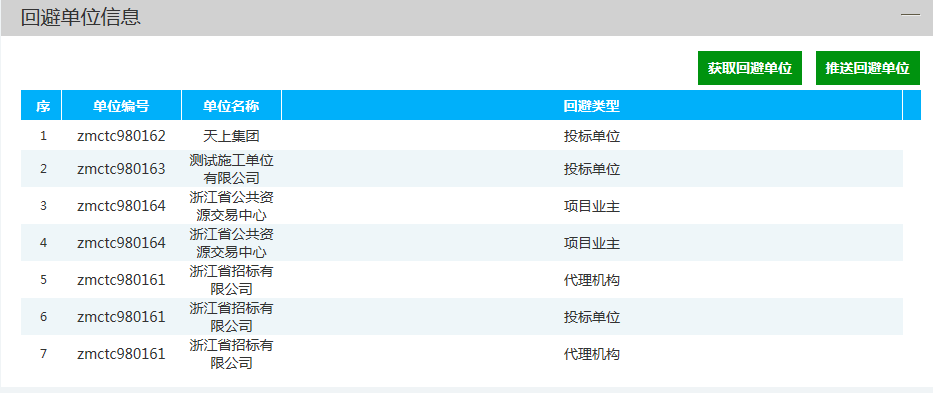 回避单位信息
获取回避单位 推送回避单位
序 单位编号 单位名称 回避类型
1 zmctc980162 天上集团 投标单位
2 zmctc980163 测试施工单位
有限公司 投标单位
3 zmctc980164 浙江省公共资
源交易中心 项目业主
4 zmctc980164 浙江省公共资
源交易中心 项目业主
5 zmctc980161 浙江省招标有
限公司 代理机构
6 zmctc980161 浙江省招标有
限公司 投标单位
7 zmctc980161 浙江省招标有
限公司 代理机构